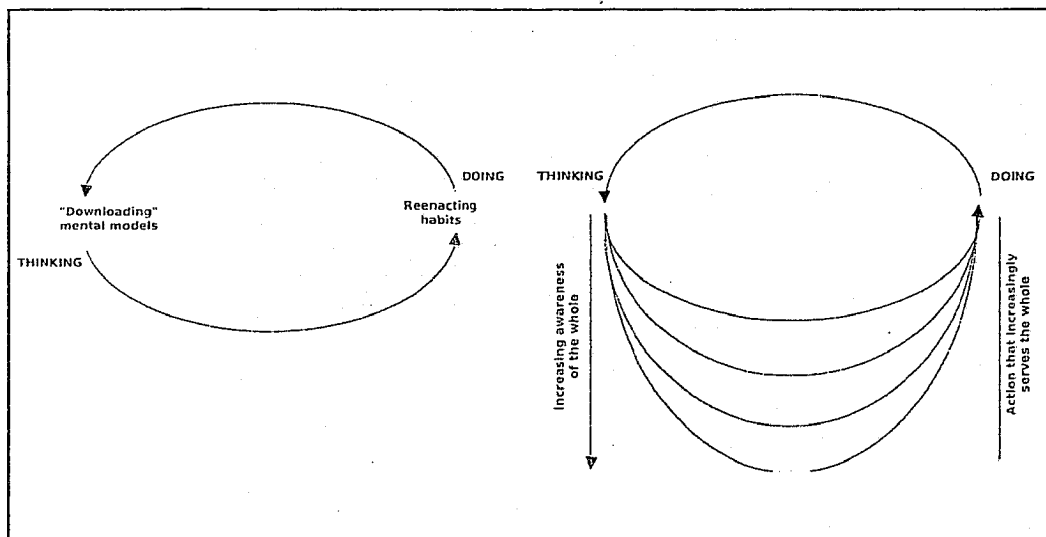 DOING
"Downloading"
mental models
Reenacting
habits
THINKING
THINKING
DOING
Increasing awareness
of the whole
Action that increasingly
serves the whole